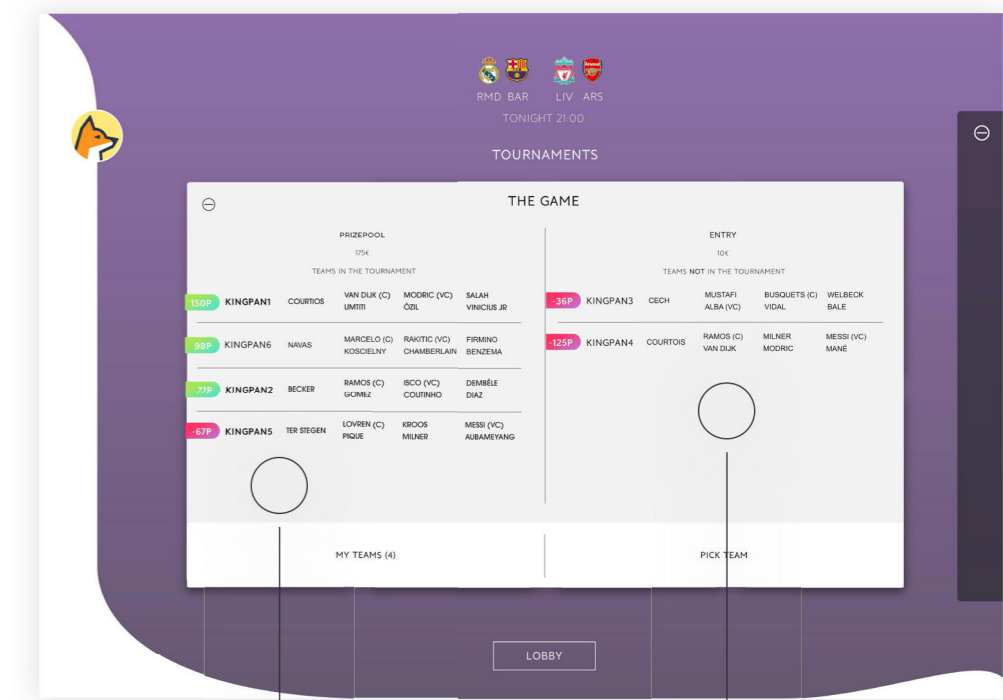 RMD BAR LIV ARS
TONIGHT 21:00
TOURNAMENTS
THE GAME
PRIZEPOOL
175€
TEAMS IN THE TOURNAMENT
150P KINGPAN1 COURTIOS VAN DIJK (C) MODRIC (VC) SALAH
UMTITI ÖZIL VINICIUS JR
98P KINGPAN6 NAVAS MARCELO (C) RAKITIC (VC) FIRMINO
KOSCIELNY CHAMBERLAIN BENZEMA
77P KINGPAN2 BECKER RAMOS (C) ISCO (VC) DEMBÉLE
GOMEZ COUTINHO DIAZ
-67P KINGPAN5 TER STEGEN LOVREN (C) KROOS MESSI (VC)
PIQUE MILNER AUBAMEYANG
ENTRY
10€
TEAMS NOT IN THE TOURNAMENT
-36P KINGPAN3 CECH MUSTAFI BUSQUETS (C) WELBECK
ALBA (VC) VIDAL BALE
-125P KINGPAN4 COURTOIS RAMOS (C) MILNER MESSI (VC)
VAN DIJK MODRIC MANÉ
MY TEAMS (4)
PICK TEAM
LOBBY